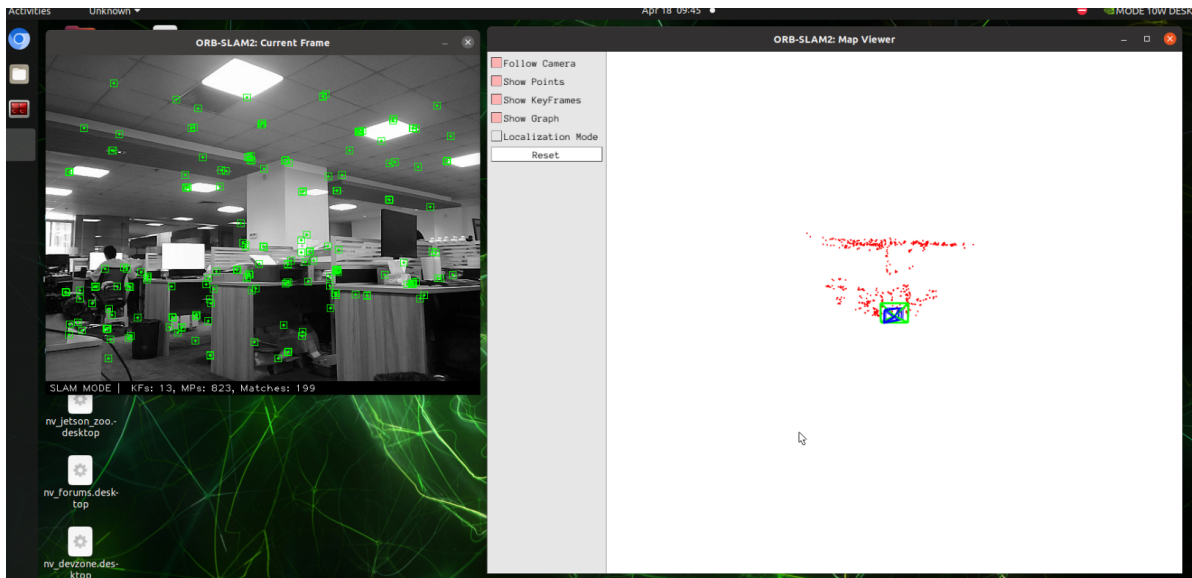 Activities
Unknown
Apr 18 09:45
MODE 10W DESK
ORB-SLAM2: Current Frame
SLAM MODE | KFs: 13, MPs: 823, Matches: 199
nv_jetson_zoo.-
desktop
nv_forums.desk-
top
nv_devzone.des-
ktop
ORB-SLAM2: Map Viewer
Follow Camera
Show Points
Show KeyFrames
Show Graph
Localization Mode
Reset